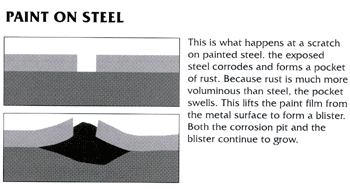 PAINT ON STEEL
This is what happens at a scratch
on painted steel. the exposed
steel corrodes and forms a pocket
of rust. Because rust is much more
voluminous than steel, the pocket
swells. This lifts the paint film from
the metal surface to form a blister.
Both the corrosion pit and the
blister continue to grow.